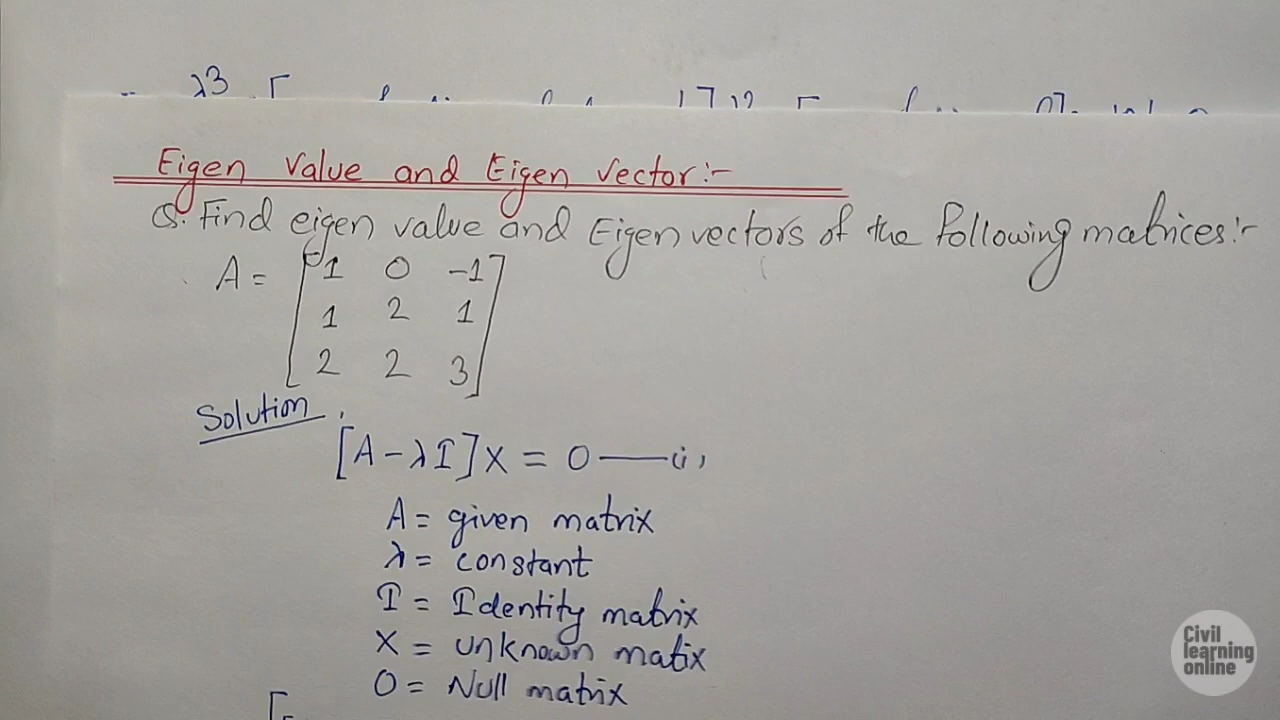 λ3
Eigen Value and Eigen vector:-
Q. Find eigen value and Eigen vectors of the following matrices:-
A = [1 0 -1
1 2 1
2 2 3]
Solution,
[A-λI]X = 0 —(i)
A = given matrix
λ = constant
I = Identity matrix
X = unknown matix
O = Null matrix
Civil
learning
online